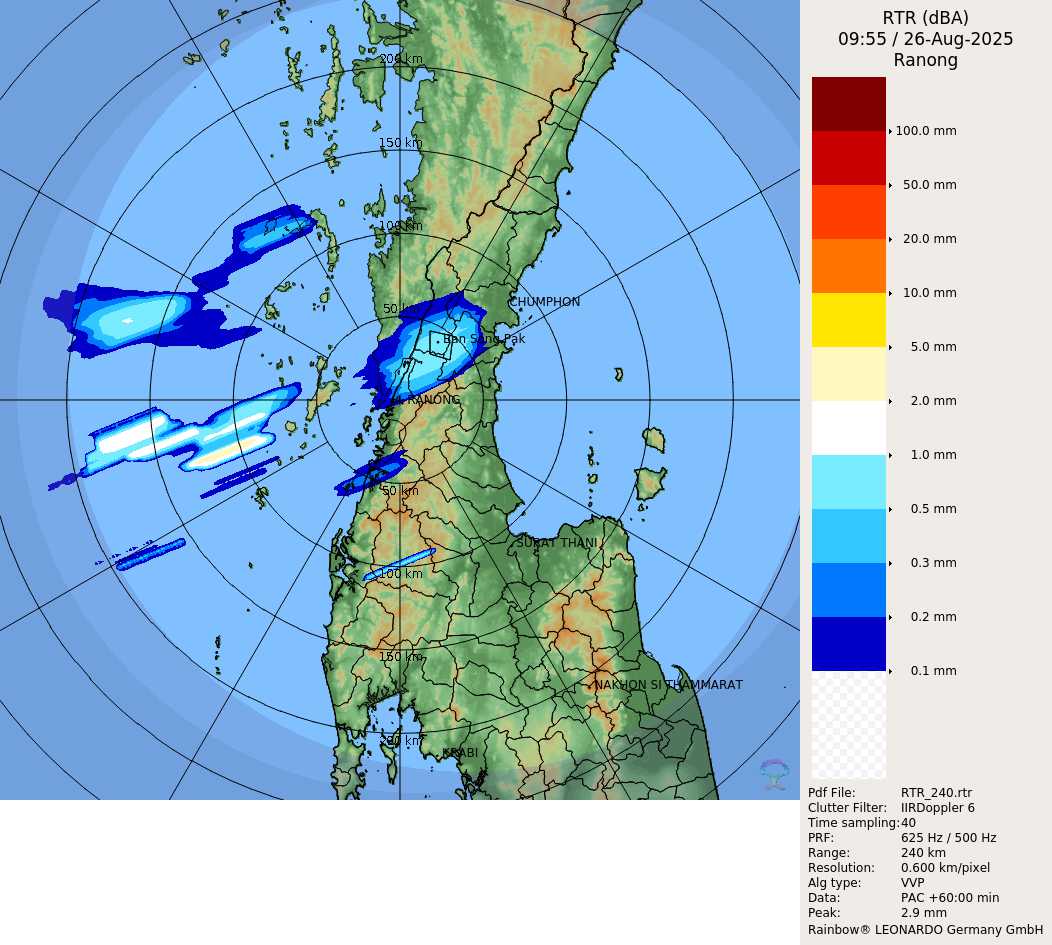 RTR (dBA)
09:55 / 26-Aug-2025
Ranong
100.0 mm
50.0 mm
20.0 mm
10.0 mm
5.0 mm
2.0 mm
1.0 mm
0.5 mm
0.3 mm
0.2 mm
0.1 mm
Pdf File: RTR_240.rtr
Clutter Filter: IIRDoppler 6
Time sampling:40
PRF: 625 Hz / 500 Hz
Range: 240 km
Resolution: 0.600 km/pixel
Alg type: VVP
Data: PAC +60:00 min
Peak: 2.9 mm
Rainbow® LEONARDO Germany GmbH
200 km
150 km
100 km
50 km
CHUMPHON
RANONG
50 km
SURAT THANI
100 km
150 km
NAKHON SI THAMMARAT
200 km
KRABI